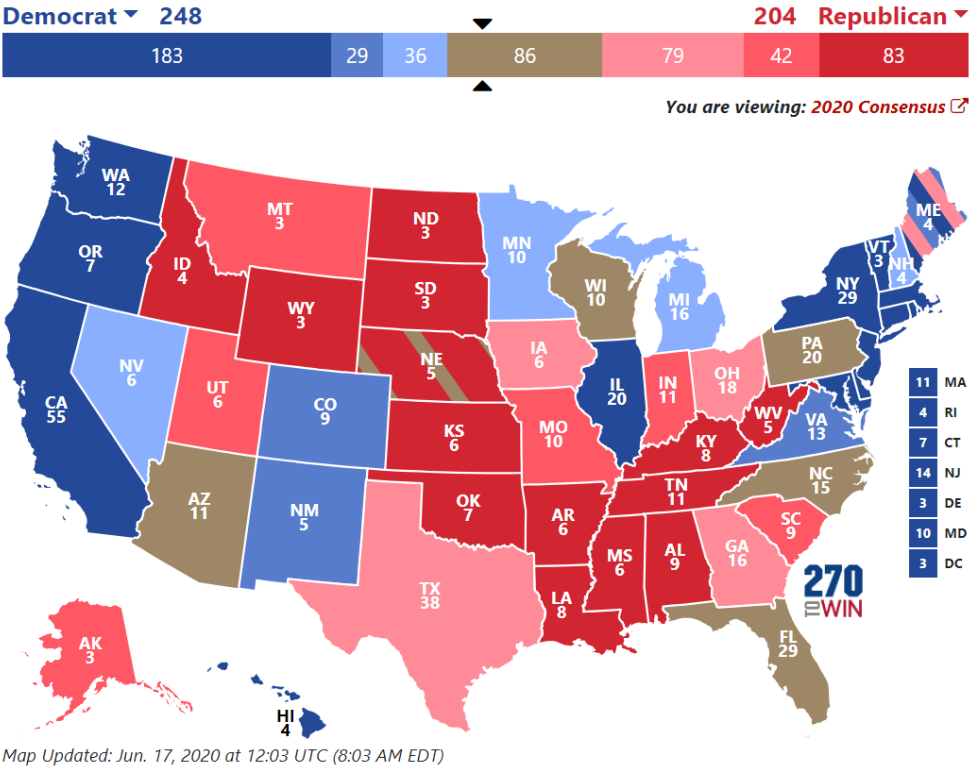 Democrat 248
204 Republican
183 29 36 86 79 42 83
You are viewing: 2020 Consensus
WA
12
OR
7
CA
55
NV
6
ID
4
MT
3
WY
3
UT
6
AZ
11
CO
9
NM
5
ND
3
SD
3
NE
5
KS
6
OK
7
TX
38
MN
10
IA
6
MO
10
AR
6
LA
8
WI
10
IL
20
MI
16
IN
11
OH
18
KY
8
TN
11
MS
6
AL
9
GA
16
FL
29
SC
9
NC
15
VA
13
WV
5
PA
20
NY
29
VT
3
NH
4
ME
4
AK
3
HI
4
11 MA
4 RI
7 CT
14 NJ
3 DE
10 MD
3 DC
270
TO WIN
Map Updated: Jun. 17, 2020 at 12:03 UTC (8:03 AM EDT)